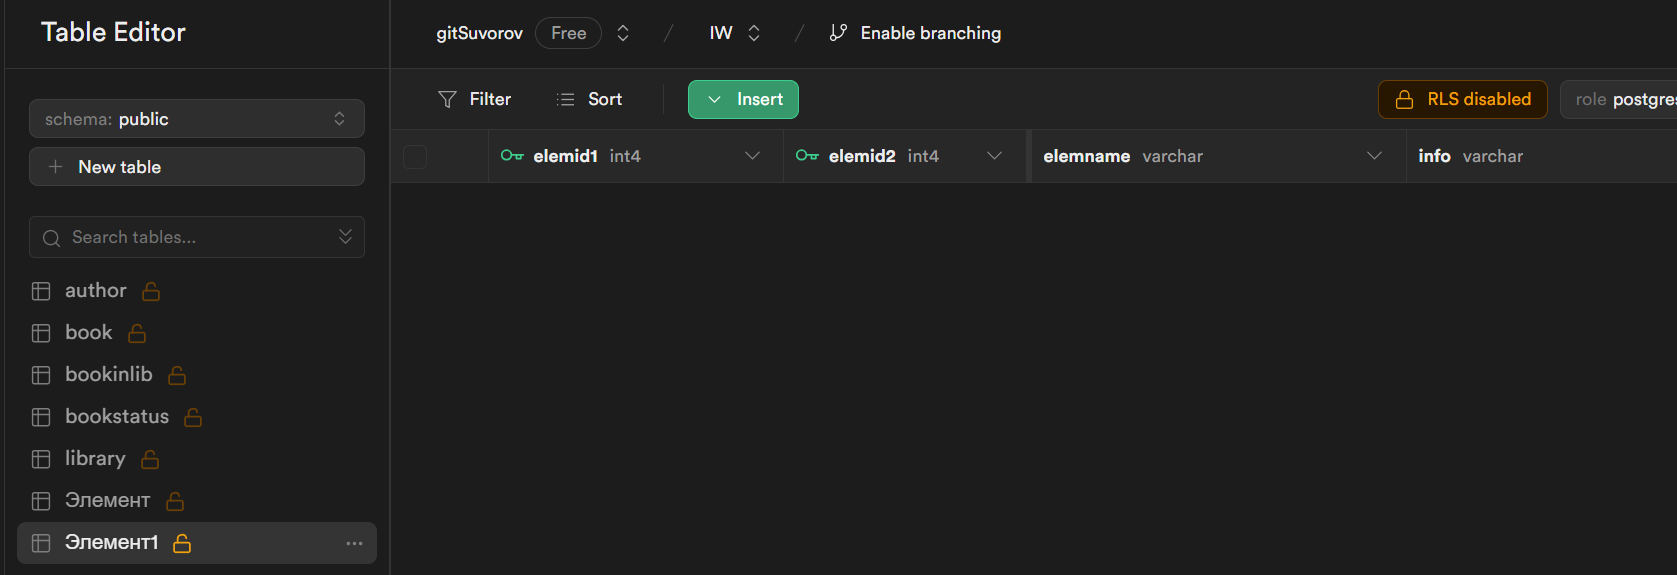 Table Editor
gitSuvorov Free / IW / Enable branching
schema: public
New table
Search tables...
author
book
bookinlib
bookstatus
library
Элемент
Элемент1
Filter Sort Insert RLS disabled role postgres
elemid1 int4 elemid2 int4 elemname varchar info varchar